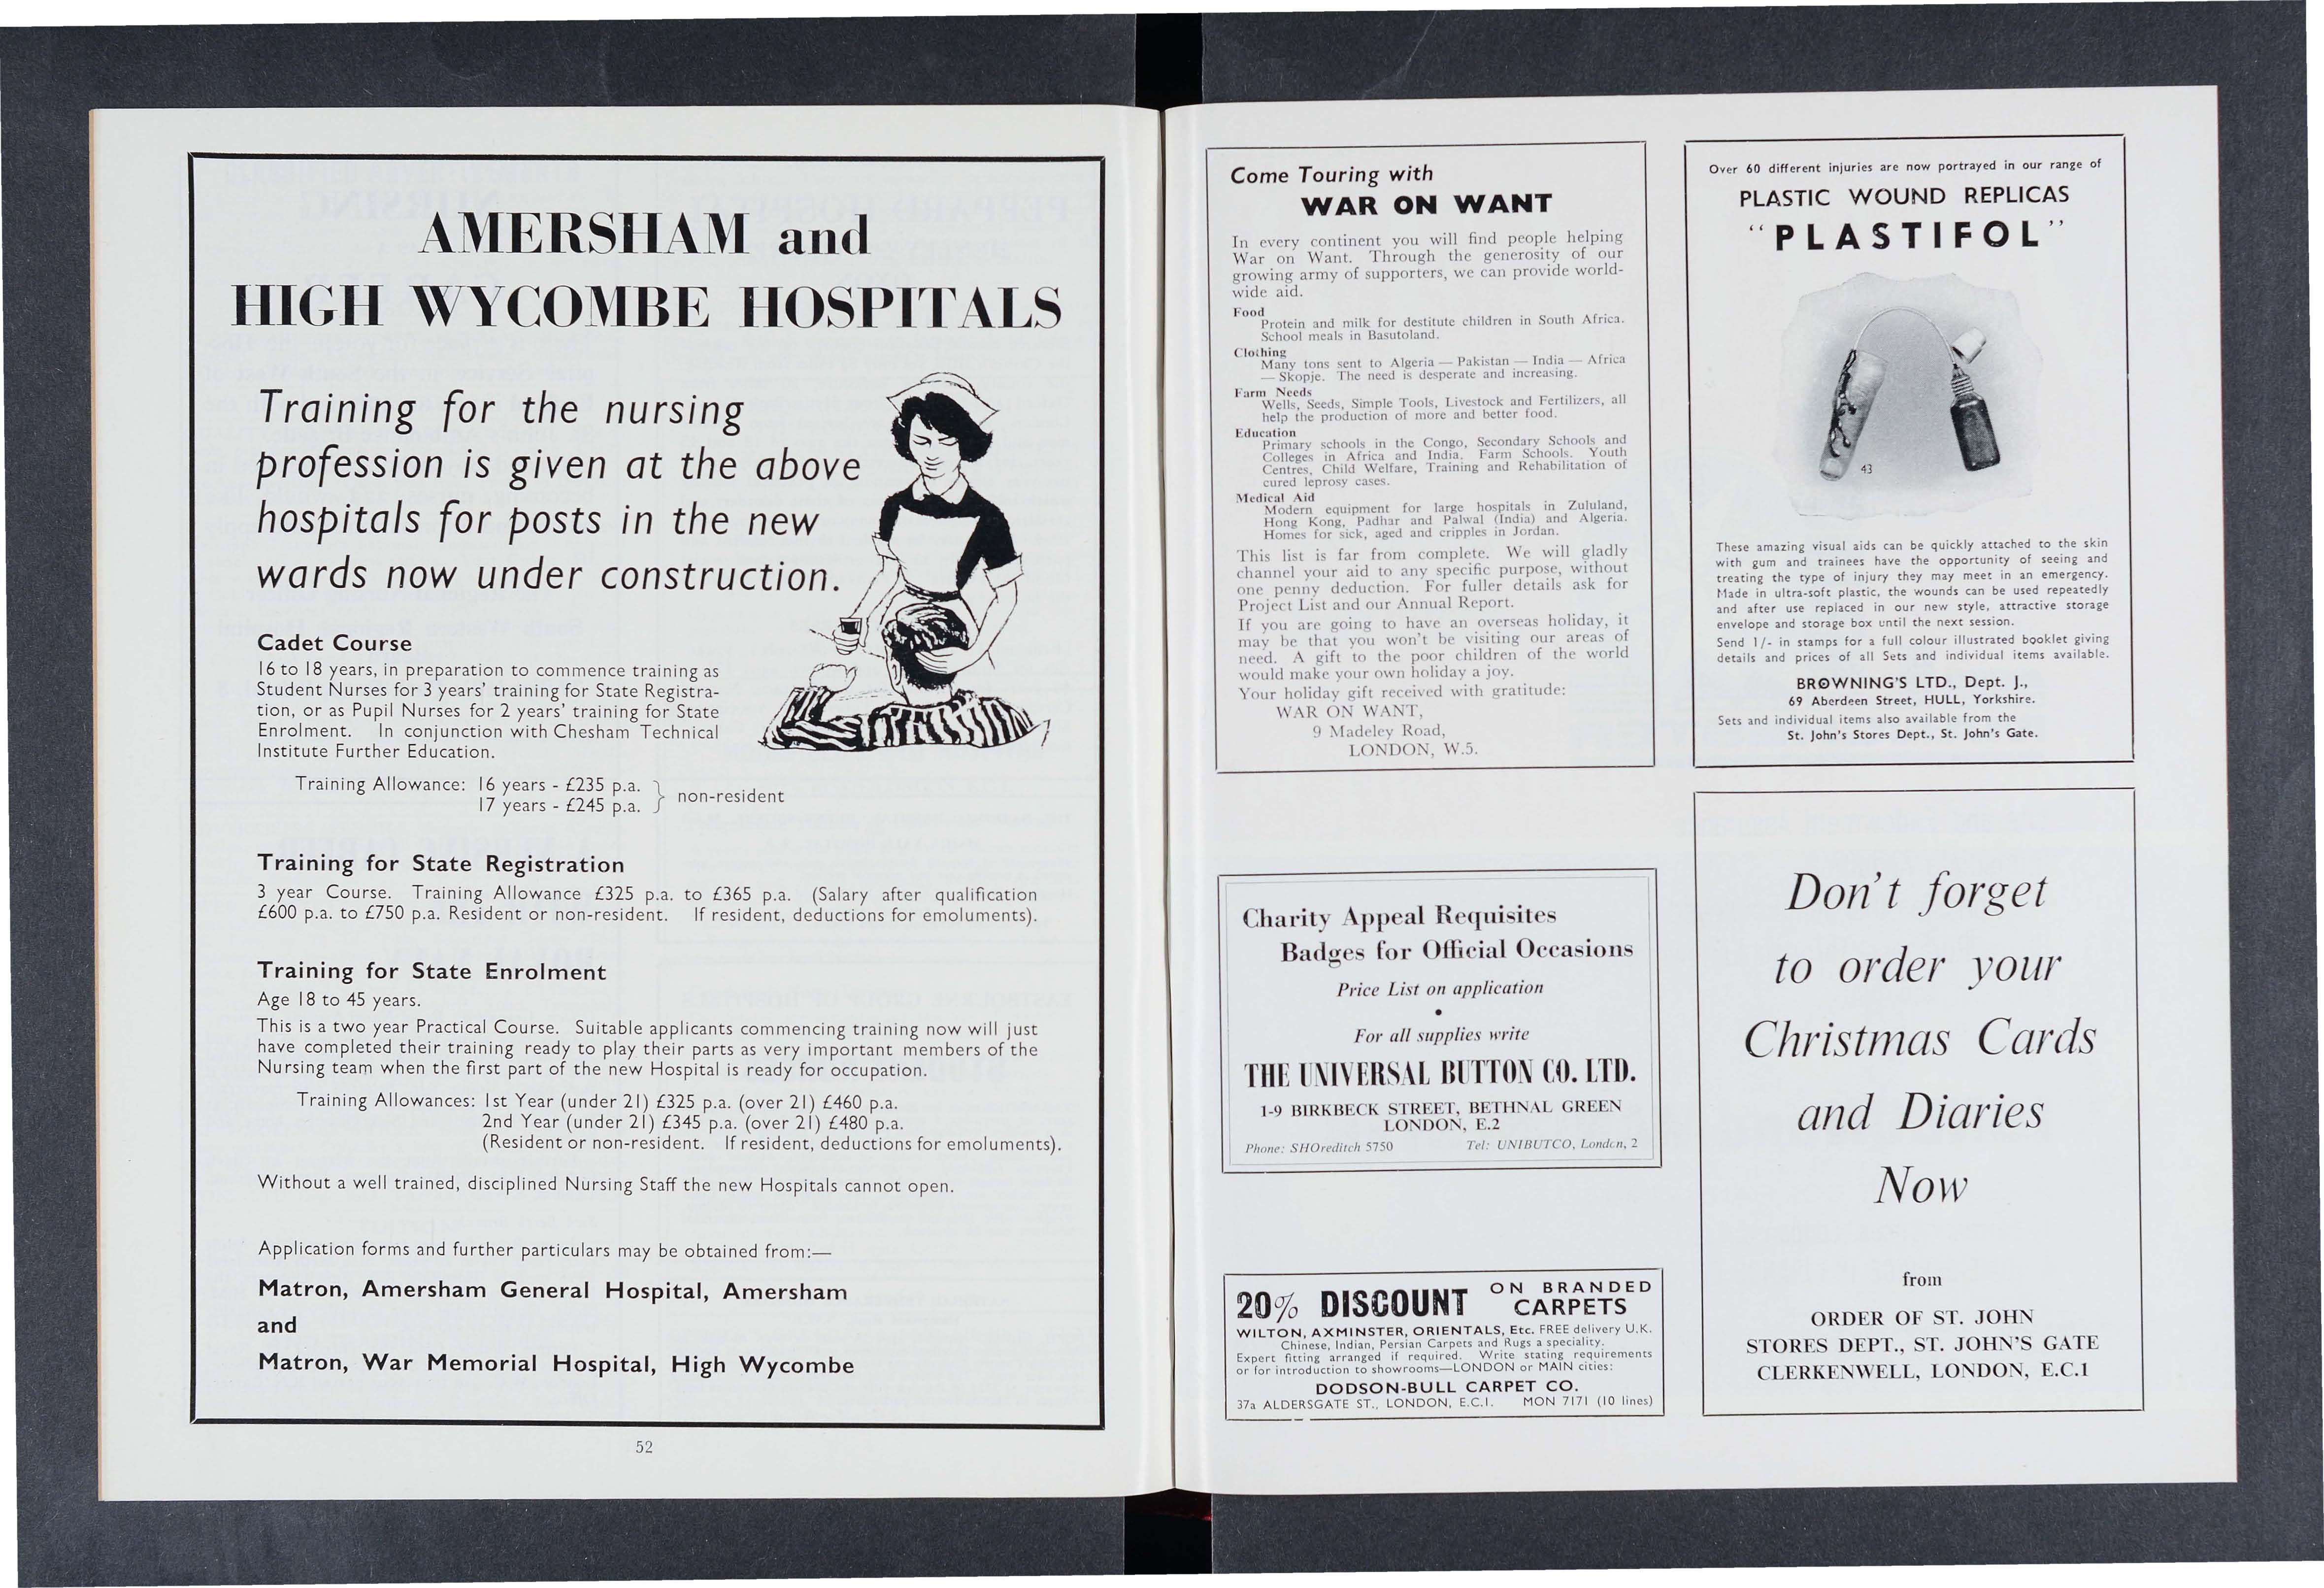 AMERSHAM and
HIGH WYCOMBE HOSPITALS
Training for the nursing
profession is given at the above
hospitals for posts in the new
wards now under construction.
Cadet Course
16 to 18 years, in preparation to commence training as
Student Nurses for 3 years' training for State Registra-
tion, or as Pupil Nurses for 2 years' training for State
Enrolment. In conjunction with Chesham Technical
Institute Further Education.
Training Allowance: 16 years - £235 p.a.
17 years - £245 p.a. } non-resident
Training for State Registration
3 year Course. Training Allowance £325 p.a. to £365 p.a. (Salary after qualification
£600 p.a. to £750 p.a. Resident or non-resident. If resident, deductions for emoluments).
Training for State Enrolment
Age 18 to 45 years.
This is a two year Practical Course. Suitable applicants commencing training now will just
have completed their training ready to play their parts as very important members of the
Nursing team when the first part of the new Hospital is ready for occupation.
Training Allowances: 1st Year (under 21) £325 p.a. (over 21) £460 p.a.
2nd Year (under 21) £345 p.a. (over 21) £480 p.a.
(Resident or non-resident. If resident, deductions for emoluments).
Without a well trained, disciplined Nursing Staff the new Hospitals cannot open.
Application forms and further particulars may be obtained from:—
Matron, Amersham General Hospital, Amersham
and
Matron, War Memorial Hospital, High Wycombe
52
Come Touring with
WAR ON WANT
In every continent you will find people helping
War on Want. Through the generosity of our
growing army of supporters, we can provide world-
wide aid.
Food
Protein and milk for destitute children in South Africa.
School meals in Basutoland.
Clothing
Many tons sent to Algeria — Pakistan — India — Africa
— Skopje. The need is desperate and increasing.
Farm Needs
Wells, Seeds, Simple Tools, Livestock and Fertilizers, all
help the production of more and better food.
Education
Primary schools in the Congo, Secondary Schools and
Colleges in Africa and India. Farm Schools. Youth
Centres, Child Welfare, Training and Rehabilitation of
cured leprosy cases.
Medical Aid
Modern equipment for large hospitals in Zululand,
Hong Kong, Padhar and Palwal (India) and Algeria.
Homes for sick, aged and cripples in Jordan.
This list is far from complete. We will gladly
channel your aid to any specific purpose, without
one penny deduction. For fuller details ask for
Project List and our Annual Report.
If you are going to have an overseas holiday, it
may be that you won't be visiting our areas of
need. A gift to the poor children of the world
would make your own holiday a joy.
Your holiday gift received with gratitude:
WAR ON WANT,
9 Madeley Road,
LONDON, W.5.
Charity Appeal Requisites
Badges for Official Occasions
Price List on application
•
For all supplies write
THE UNIVERSAL BUTTON CO. LTD.
1-9 BIRKBECK STREET, BETHNAL GREEN
LONDON, E.2
Phone: SHOreditch 5750 Tel: UNIBUTCO, London, 2
20% DISCOUNT ON BRANDED
CARPETS
WILTON, AXMINSTER, ORIENTALS, Etc. FREE delivery U.K.
Chinese, Indian, Persian Carpets and Rugs a speciality.
Expert fitting arranged if required. Write stating requirements
or for introduction to showrooms—LONDON or MAIN cities:
DODSON-BULL CARPET CO.
37a ALDERSGATE ST., LONDON, E.C.1. MON 7171 (10 lines)
Over 60 different injuries are now portrayed in our range of
PLASTIC WOUND REPLICAS
"PLASTIFOL"
43
These amazing visual aids can be quickly attached to the skin
with gum and trainees have the opportunity of seeing and
treating the type of injury they may meet in an emergency.
Made in ultra-soft plastic, the wounds can be used repeatedly
and after use replaced in our new style, attractive storage
envelope and storage box until the next session.
Send 1/- in stamps for a full colour illustrated booklet giving
details and prices of all Sets and individual items available.
BROWNING'S LTD., Dept. J.,
69 Aberdeen Street, HULL, Yorkshire.
Sets and individual items also available from the
St. John's Stores Dept., St. John's Gate.
Don't forget
to order your
Christmas Cards
and Diaries
Now
from
ORDER OF ST. JOHN
STORES DEPT., ST. JOHN'S GATE
CLERKENWELL, LONDON, E.C.1